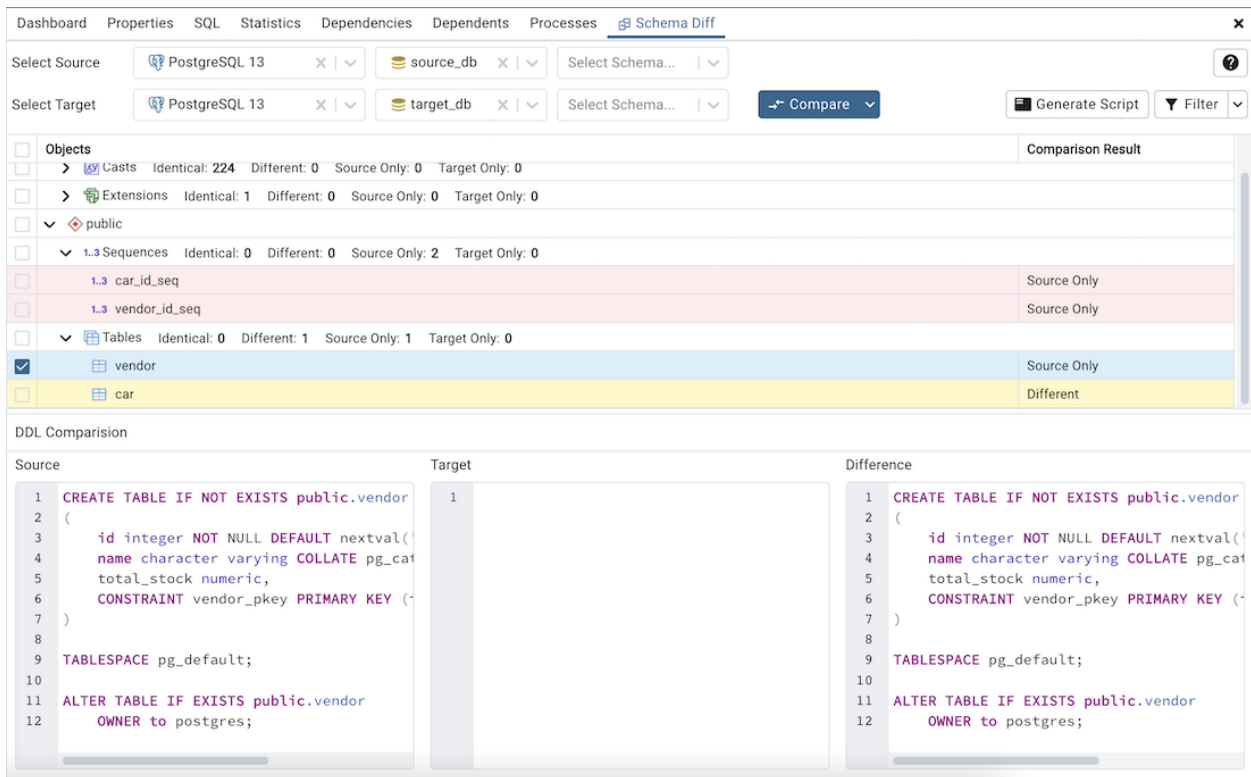 Dashboard Properties SQL Statistics Dependencies Dependents Processes Schema Diff
Select Source PostgreSQL 13 source_db Select Schema...
Select Target PostgreSQL 13 target_db Select Schema... Compare Generate Script Filter
Objects Comparison Result
Casts Identical: 224 Different: 0 Source Only: 0 Target Only: 0
Extensions Identical: 1 Different: 0 Source Only: 0 Target Only: 0
public
1..3 Sequences Identical: 0 Different: 0 Source Only: 2 Target Only: 0
1..3 car_id_seq Source Only
1..3 vendor_id_seq Source Only
Tables Identical: 0 Different: 1 Source Only: 1 Target Only: 0
vendor Source Only
car Different
DDL Comparision
Source
1 CREATE TABLE IF NOT EXISTS public.vendor
2 (
3 id integer NOT NULL DEFAULT nextval('
4 name character varying COLLATE pg_cat
5 total_stock numeric,
6 CONSTRAINT vendor_pkey PRIMARY KEY (
7 )
8
9 TABLESPACE pg_default;
10
11 ALTER TABLE IF EXISTS public.vendor
12 OWNER to postgres;
Target
1
Difference
1 CREATE TABLE IF NOT EXISTS public.vendor
2 (
3 id integer NOT NULL DEFAULT nextval(
4 name character varying COLLATE pg_cat
5 total_stock numeric,
6 CONSTRAINT vendor_pkey PRIMARY KEY (
7 )
8
9 TABLESPACE pg_default;
10
11 ALTER TABLE IF EXISTS public.vendor
12 OWNER to postgres;